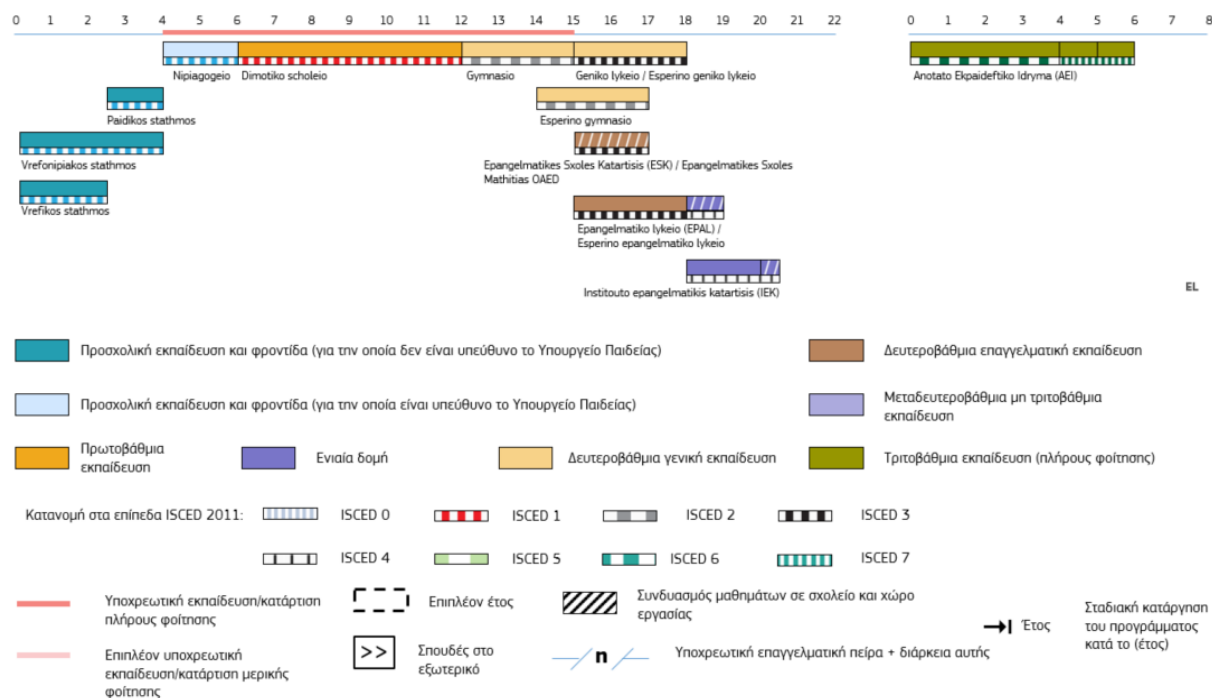 0 1 2 3 4 5 6 7 8 9 10 11 12 13 14 15 16 17 18 19 20 21 22
0 1 2 3 4 5 6 7 8
Nipiagogeio
Dimotiko scholeio
Gymnasio
Geniko lykeio / Esperino geniko lykeio
Anotato Ekpaideftiko Idryma (AEI)
Paidikos stathmos
Esperino gymnasio
Vrefonipiakos stathmos
Epangelmatikes Sxoles Katartisis (ESK) / Epangelmatikes Sxoles
Mathitias OAED
Vrefikos stathmos
Epangelmatiko lykeio (EPAL) /
Esperino epangelmatiko lykeio
Institouto epangelmatikis katartisis (IEK)
EL
Προσχολική εκπαίδευση και φροντίδα (για την οποία δεν είναι υπεύθυνο το Υπουργείο Παιδείας)
Δευτεροβάθμια επαγγελματική εκπαίδευση
Προσχολική εκπαίδευση και φροντίδα (για την οποία είναι υπεύθυνο το Υπουργείο Παιδείας)
Μεταδευτεροβάθμια μη τριτοβάθμια
εκπαίδευση
Πρωτοβάθμια
εκπαίδευση
Ενιαία δομή
Δευτεροβάθμια γενική εκπαίδευση
Τριτοβάθμια εκπαίδευση (πλήρους φοίτησης)
Κατανομή στα επίπεδα ISCED 2011:
ISCED 0
ISCED 1
ISCED 2
ISCED 3
ISCED 4
ISCED 5
ISCED 6
ISCED 7
Υποχρεωτική εκπαίδευση/κατάρτιση
πλήρους φοίτησης
Επιπλέον έτος
Συνδυασμός μαθημάτων σε σχολείο και χώρο
εργασίας
Έτος
Σταδιακή κατάργηση
του προγράμματος
κατά το (έτος)
Επιπλέον υποχρεωτική
εκπαίδευση/κατάρτιση μερικής
φοίτησης
>>
Σπουδές στο
εξωτερικό
n
Υποχρεωτική επαγγελματική πείρα + διάρκεια αυτής